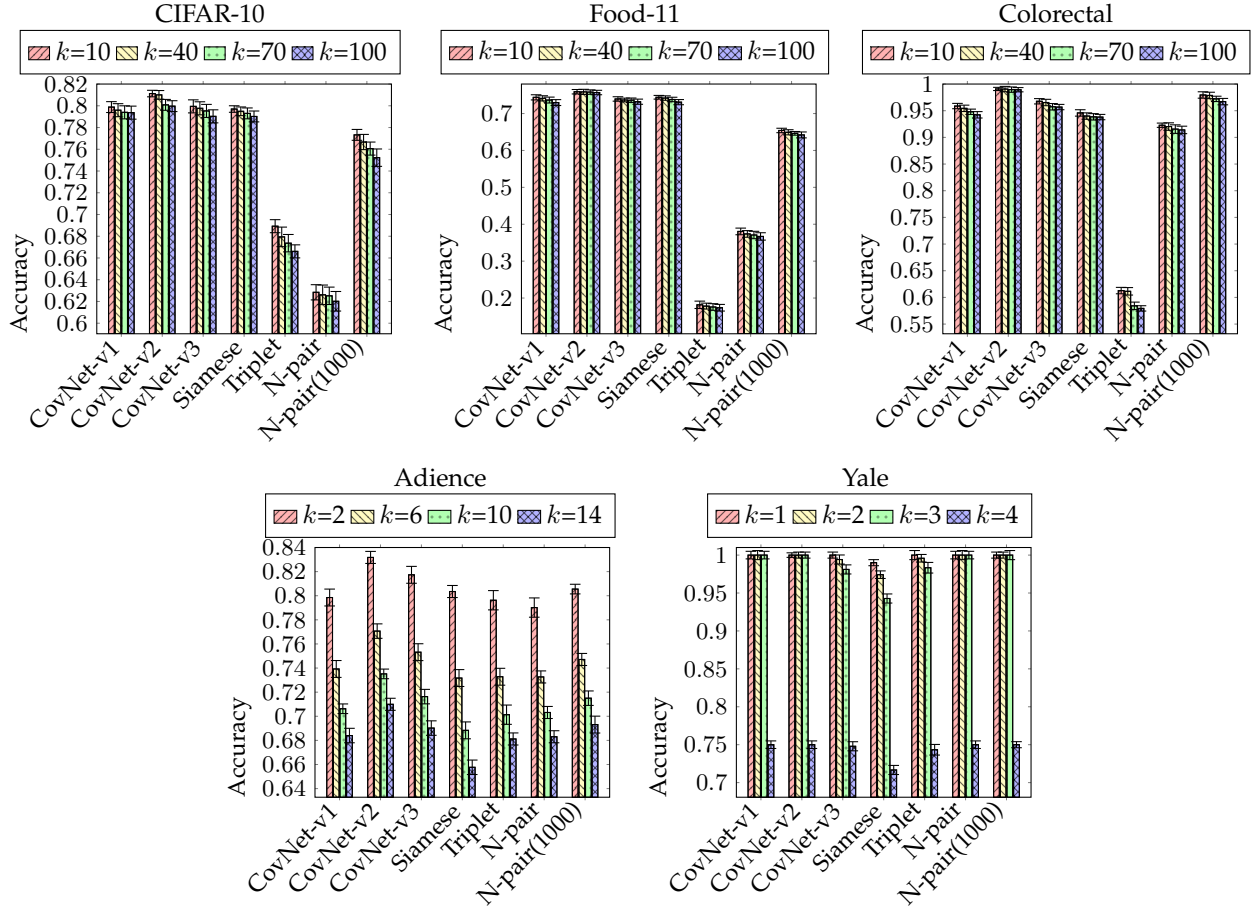 CIFAR-10
k=10 k=40 k=70 k=100
0.82
0.8
0.78
0.76
0.74
0.72
0.7
0.68
0.66
0.64
0.62
0.6
Accuracy
CovNet-v1
CovNet-v2
CovNet-v3
Siamese
Triplet
N-pair
N-pair(1000)
Food-11
k=10 k=40 k=70 k=100
0.7
0.6
0.5
0.4
0.3
0.2
Accuracy
CovNet-v1
CovNet-v2
CovNet-v3
Siamese
Triplet
N-pair
N-pair(1000)
Colorectal
k=10 k=40 k=70 k=100
1
0.95
0.9
0.85
0.8
0.75
0.7
0.65
0.6
0.55
Accuracy
CovNet-v1
CovNet-v2
CovNet-v3
Siamese
Triplet
N-pair
N-pair(1000)
Adience
k=2 k=6 k=10 k=14
0.84
0.82
0.8
0.78
0.76
0.74
0.72
0.7
0.68
0.66
0.64
Accuracy
CovNet-v1
CovNet-v2
CovNet-v3
Siamese
Triplet
N-pair
N-pair(1000)
Yale
k=1 k=2 k=3 k=4
1
0.95
0.9
0.85
0.8
0.75
0.7
Accuracy
CovNet-v1
CovNet-v2
CovNet-v3
Siamese
Triplet
N-pair
N-pair(1000)